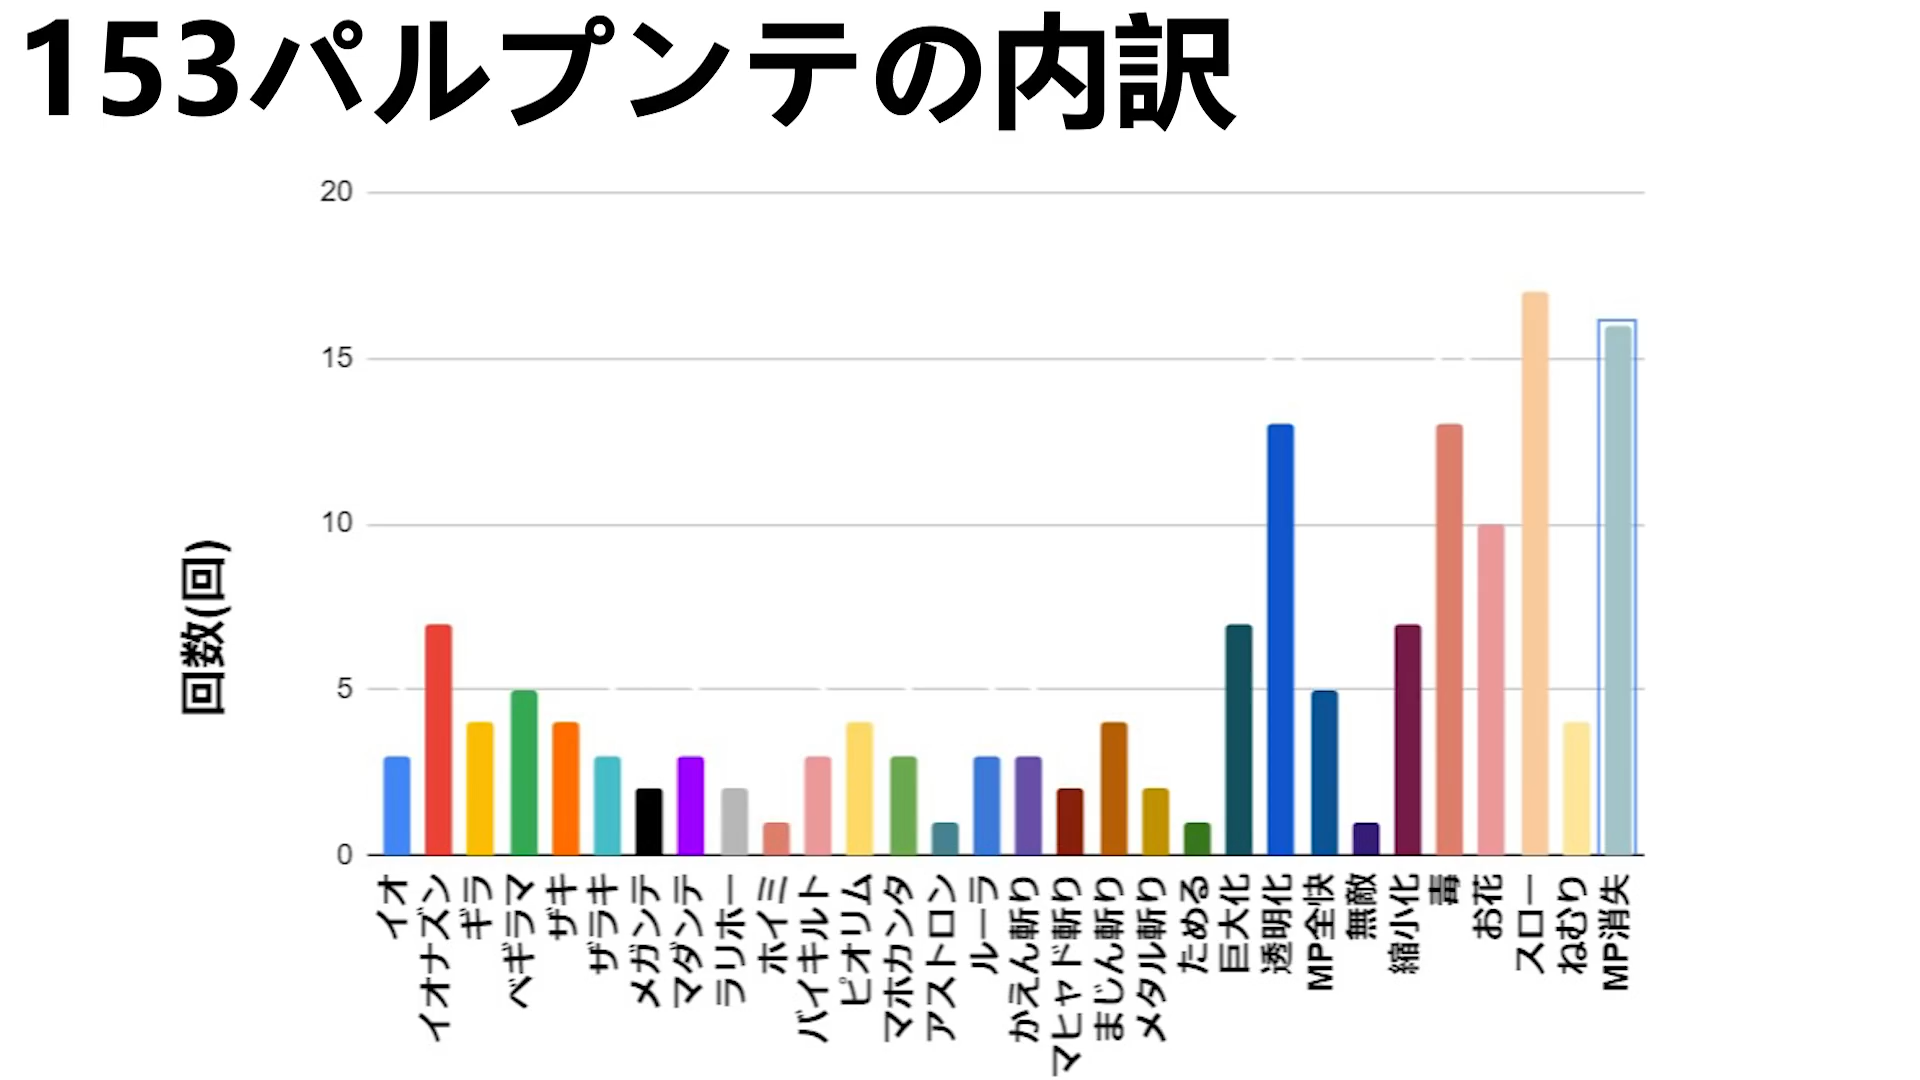 153パルプンテの内訳
20
15
10
5
0
回数(回)
イオ
イオナズン
ギラ
ベギラマ
ザキ
ザラキ
メガンテ
マダンテ
ラリホー
ホイミ
バイキルト
ピオリム
マホカンタ
アストロン
ルーラ
かえん斬り
マヒャド斬り
まじん斬り
メタル斬り
ためる
巨大化
透明化
MP全快
無敵
縮小化
毒
お花
スロー
ねむり
MP消失